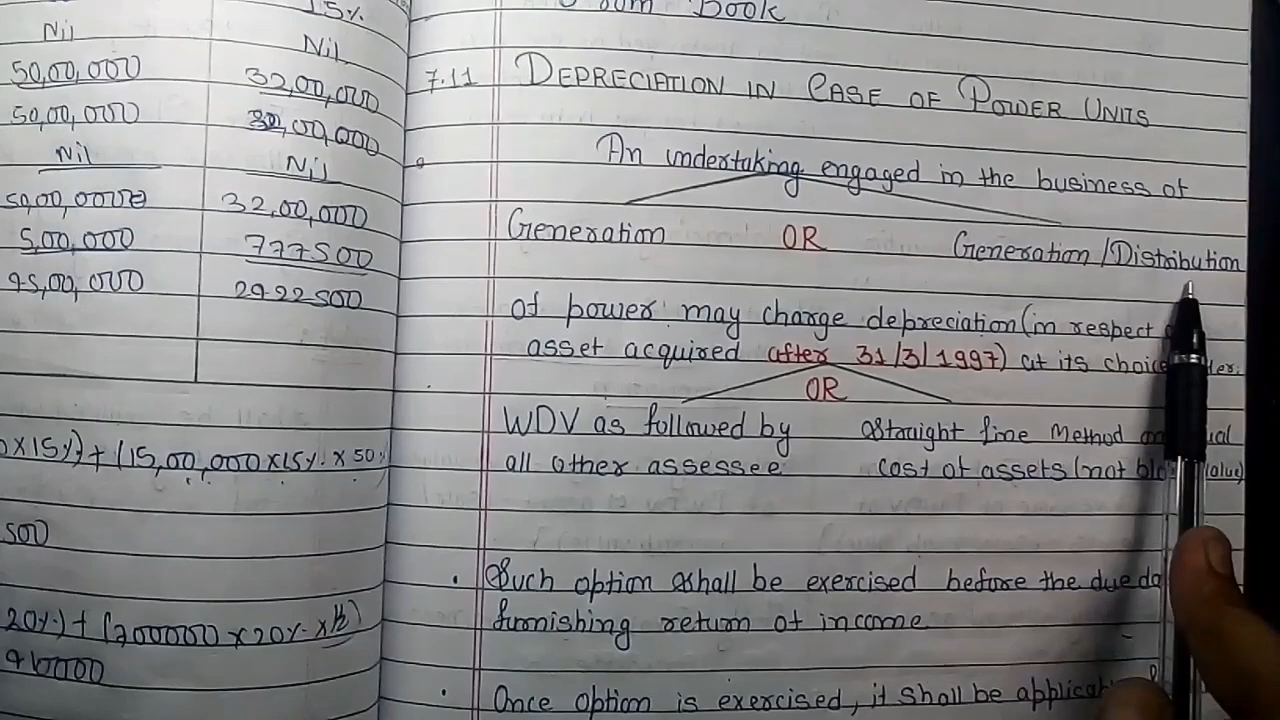 15%
Nil
Nil
50,00,000
32,00,000
50,00,000
32,00,000
Nil
Nil
50,00,000
32,00,000
5,00,000
777500
45,00,000
2422500
×15%) + (15,00,000×15%×50%
500
20%) + (700000×20%×½)
910000
Book
7.11 DEPRECIATION IN CASE OF POWER UNITS
An undertaking engaged in the business of
Generation OR Generation/Distribution
of power may charge depreciation (in respect
asset acquired after 31/3/1997) at its choice
OR
WDV as followed by Straight line Method
all other assessee cost of assets (not
Such option shall be exercised before the due
furnishing return of income
Once option is exercised, it shall be